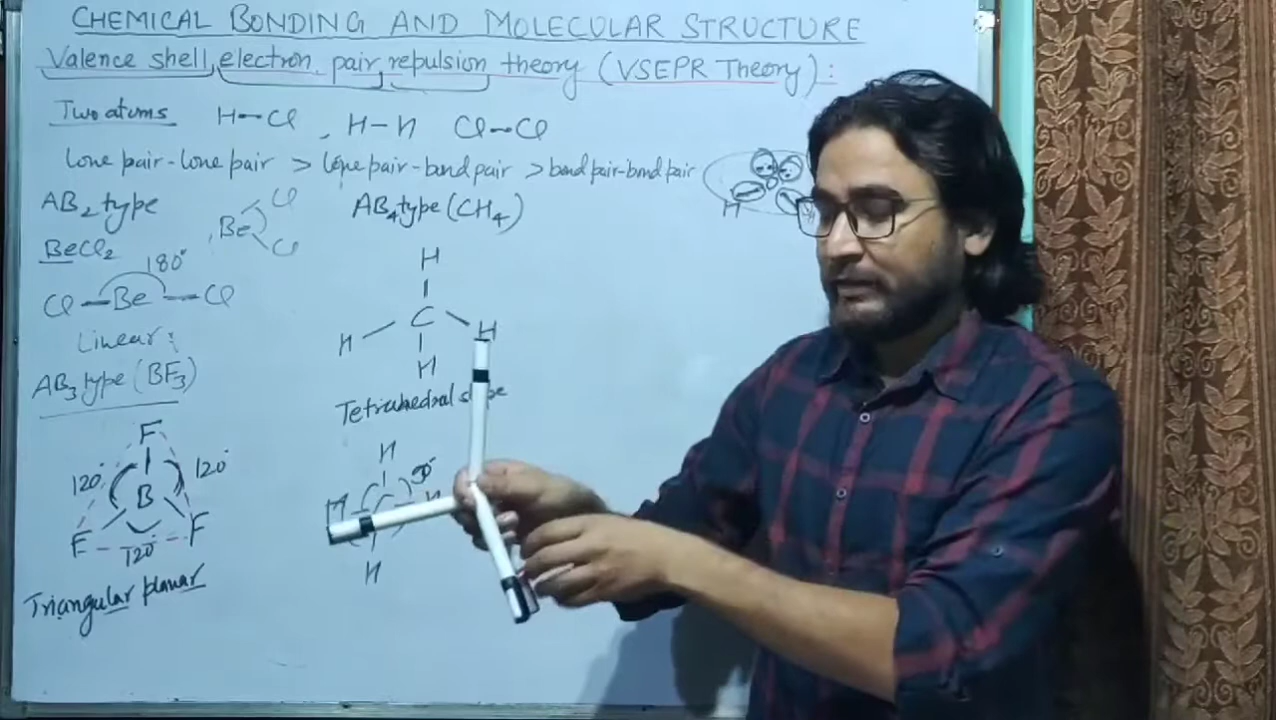 CHEMICAL BONDING AND MOLECULAR STRUCTURE
Valence shell electron pair repulsion theory (VSEPR Theory):
Two atoms H-Cl , H-H Cl-Cl
Lone pair-lone pair > lone pair-bond pair > bond pair-bond pair
H
AB2 type
BeCl2
Be Cl Cl
180°
Cl-Be-Cl
Linear:
AB3 type (BF3)
F
120° 120°
B
F F
120°
Triangular planar
AB4 type (CH4)
H
C
H H
H
Tetrahedral
H
90°
H
H